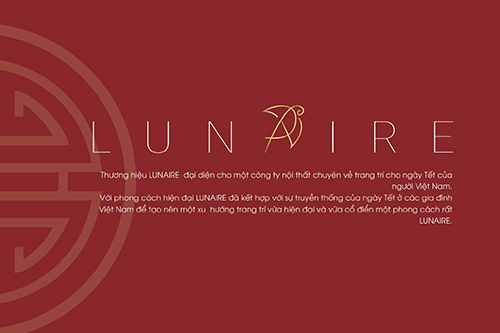 LUNAIRE
Thương hiệu LUNAIRE đại diện cho một công ty nội thất chuyên về trang trí cho ngày Tết của
người Việt Nam.
Với phong cách hiện đại LUNAIRE đã kết hợp với sự truyền thống của ngày Tết ở các gia đình
Việt Nam để tạo nên một xu hướng trang trí vừa hiện đại và vừa cổ điển một phong cách rất
LUNAIRE.